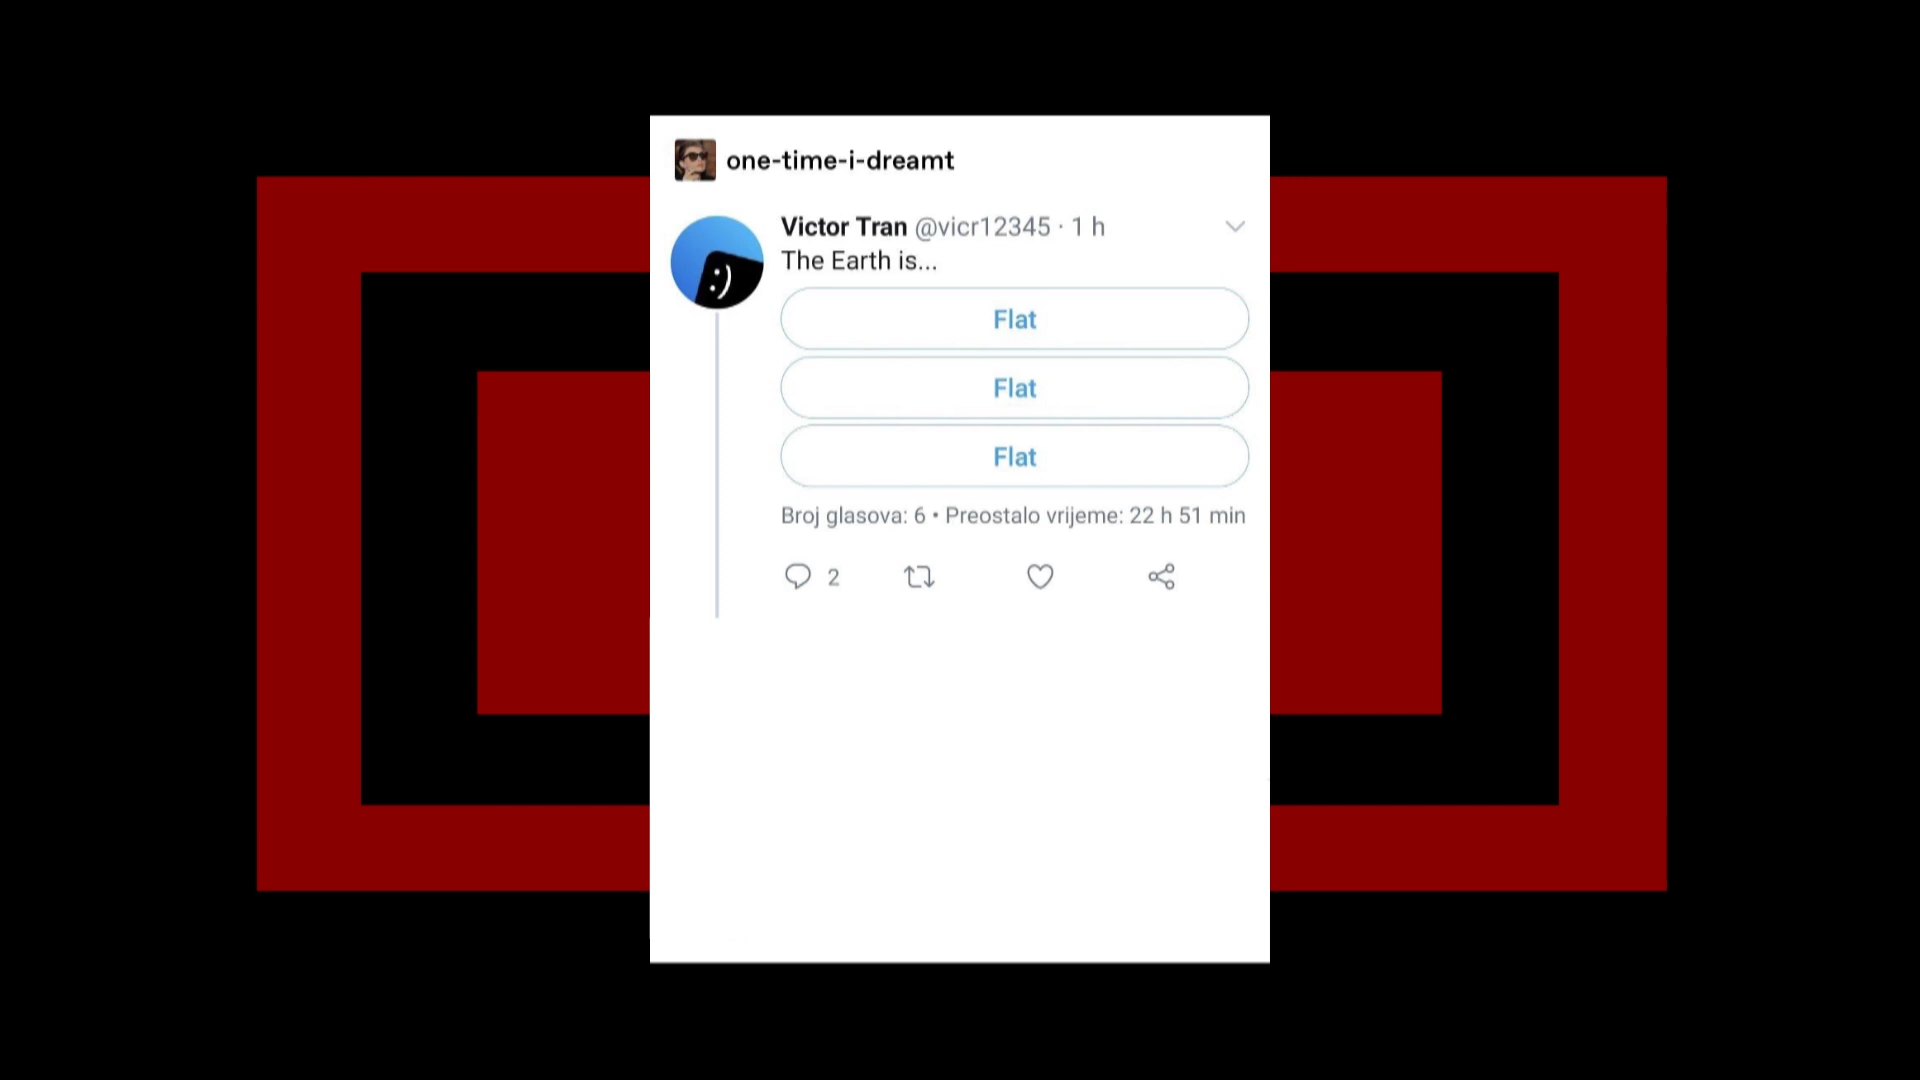 one-time-i-dreamt
Victor Tran @vicr12345 · 1 h
The Earth is...
Flat
Flat
Flat
Broj glasova: 6 • Preostalo vrijeme: 22 h 51 min
2